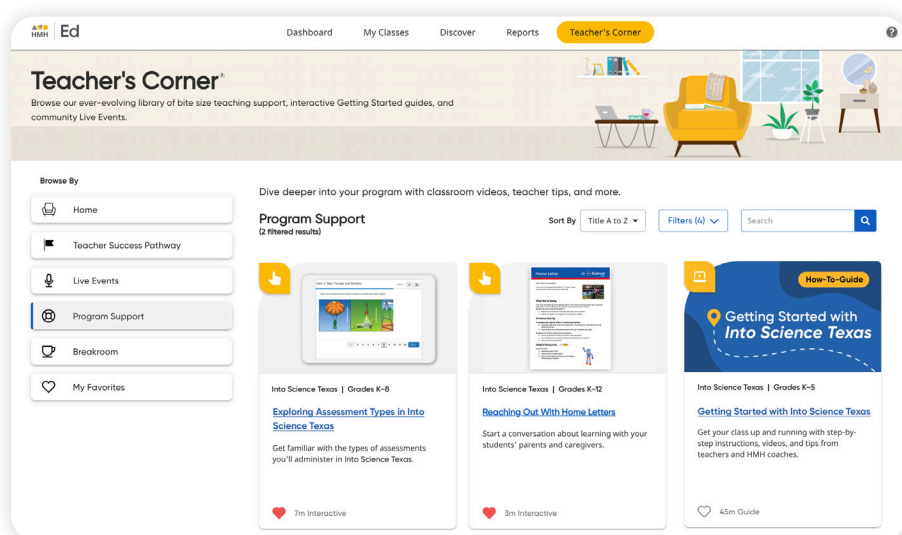 HMH Ed
Dashboard My Classes Discover Reports Teacher's Corner
Teacher's Corner®
Browse our ever-evolving library of bite size teaching support, interactive Getting Started guides, and
community Live Events.
Browse By
Home
Teacher Success Pathway
Live Events
Program Support
Breakroom
My Favorites
Dive deeper into your program with classroom videos, teacher tips, and more.
Program Support
(2 filtered results)
Sort By Title A to Z Filters (4) Search
Home Letter
Into Science Texas | Grades K–8
Exploring Assessment Types in Into
Science Texas
Get familiar with the types of assessments
you'll administer in Into Science Texas.
7m Interactive
Into Science Texas | Grades K–12
Reaching Out With Home Letters
Start a conversation about learning with your
students' parents and caregivers.
3m Interactive
How-To-Guide
Getting Started with
Into Science Texas
Into Science Texas | Grades K–5
Getting Started with Into Science Texas
Get your class up and running with step-by-
step instructions, videos, and tips from
teachers and HMH coaches.
45m Guide